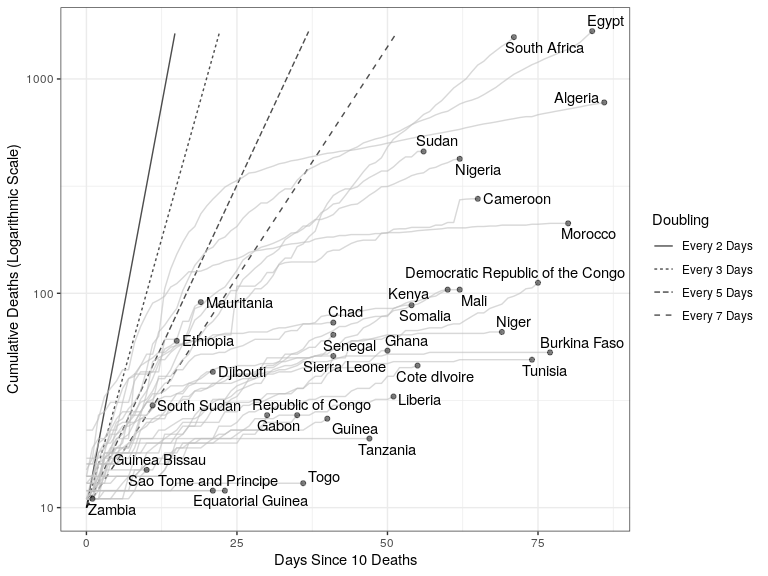 Egypt
South Africa
Algeria
Sudan
Nigeria
Cameroon
Morocco
Democratic Republic of the Congo
Kenya
Mali
Mauritania
Somalia
Chad
Niger
Ethiopia
Senegal
Ghana
Burkina Faso
Sierra Leone
Tunisia
Djibouti
Cote dIvoire
Liberia
South Sudan
Republic of Congo
Gabon
Guinea
Tanzania
Guinea Bissau
Sao Tome and Principe
Togo
Equatorial Guinea
Zambia
1000
100
10
0
25
50
75
Days Since 10 Deaths
Cumulative Deaths (Logarithmic Scale)
Doubling
Every 2 Days
Every 3 Days
Every 5 Days
Every 7 Days